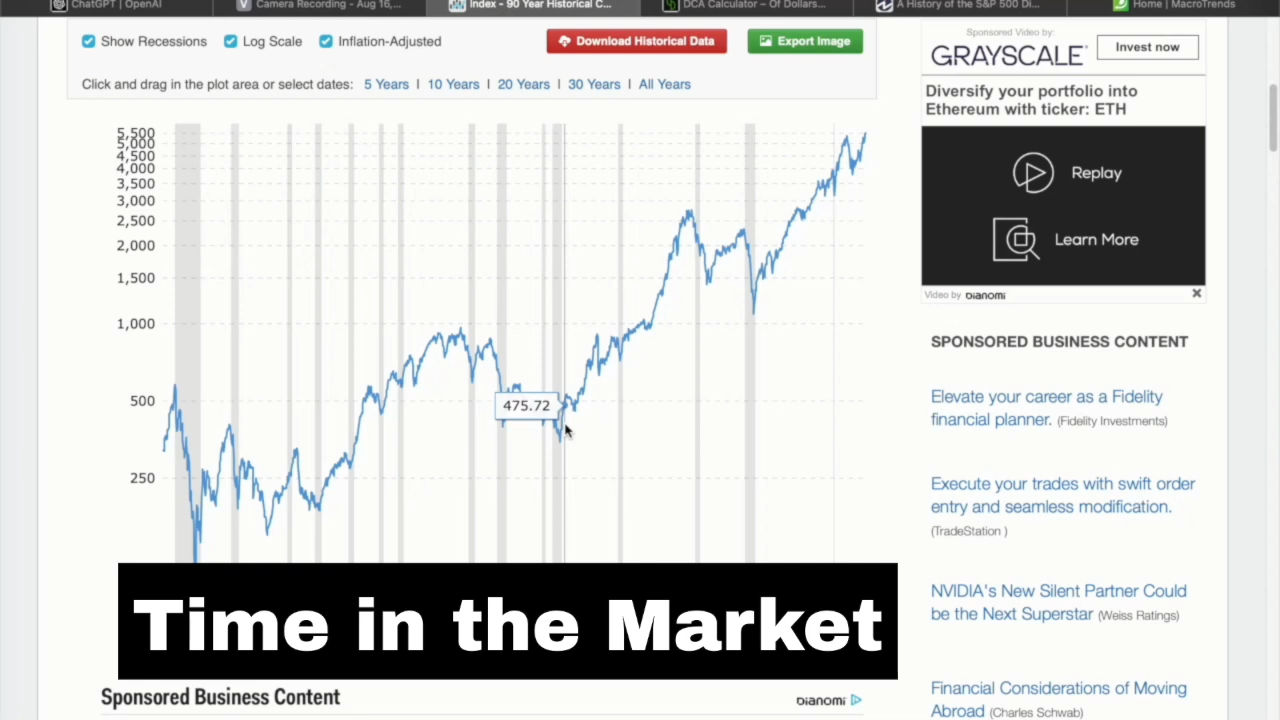 ChatGPT | OpenAI
Camera Recording - Aug 16,...
Index - 90 Year Historical C...
DCA Calculator – Of Dollars...
A History of the S&P 500 Di...
Home | MacroTrends
Show Recessions
Log Scale
Inflation-Adjusted
Download Historical Data
Export Image
Click and drag in the plot area or select dates: 5 Years | 10 Years | 20 Years | 30 Years | All Years
5,500
5,000
4,500
4,000
3,500
3,000
2,500
2,000
1,500
1,000
500
250
475.72
Time in the Market
Sponsored Business Content
dianomi
Sponsored Video by:
GRAYSCALE
Invest now
Diversify your portfolio into
Ethereum with ticker: ETH
Replay
Learn More
Video by dianomi
SPONSORED BUSINESS CONTENT
Elevate your career as a Fidelity
financial planner. (Fidelity Investments)
Execute your trades with swift order
entry and seamless modification.
(TradeStation )
NVIDIA's New Silent Partner Could
be the Next Superstar (Weiss Ratings)
Financial Considerations of Moving
Abroad (Charles Schwab)